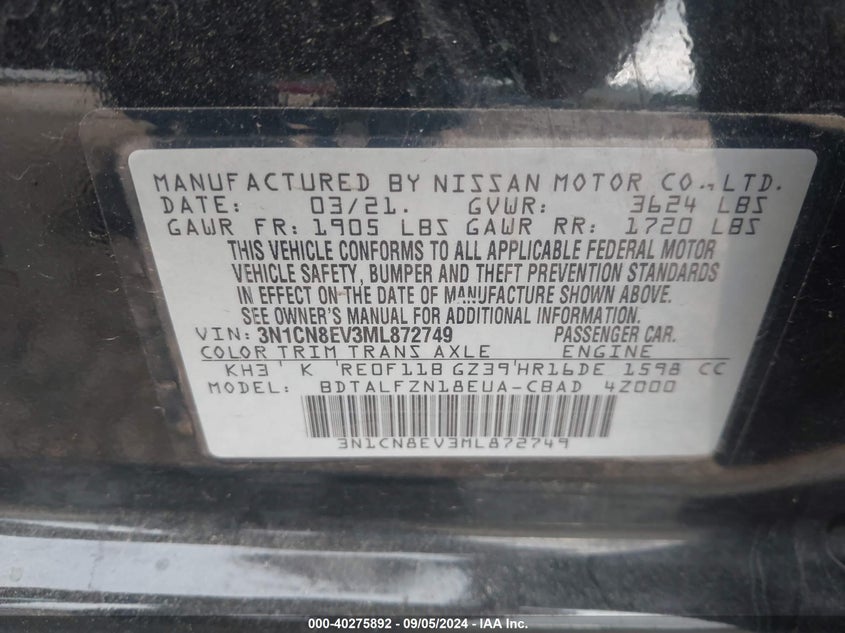 MANUFACTURED BY NISSAN MOTOR CO., LTD.
DATE: 03/21. GVWR: 3624 LBS
GAWR FR: 1905 LBS GAWR RR: 1720 LBS
THIS VEHICLE CONFORMS TO ALL APPLICABLE FEDERAL MOTOR
VEHICLE SAFETY, BUMPER AND THEFT PREVENTION STANDARDS
IN EFFECT ON THE DATE OF MANUFACTURE SHOWN ABOVE.
SEE OWNER'S MANUAL FOR ADDITIONAL INFORMATION.
VIN: 3N1CN8EV3ML872749 PASSENGER CAR.
COLOR TRIM TRANS AXLE ENGINE
KH3 K RE0F11B GZ39 HR16DE 1598 CC
MODEL: BDTALFZN18EUA-CBAD 4Z000
3N1CN8EV3ML872749
000-40275892 - 09/05/2024 - IAA Inc.